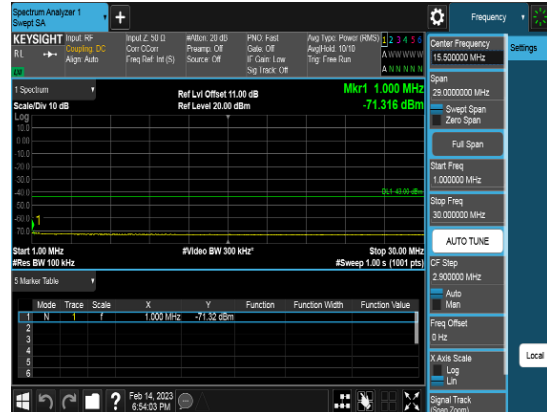 Spectrum Analyzer 1
Swept SA
+
Frequency
KEYSIGHT
RL
Input: RF
Coupling: DC
Align: Auto
Input Z: 50 Ω
Corr CCorr
Freq Ref: Int (S)
#Atten: 20 dB
Preamp: Off
Source: Off
PNO: Fast
Gate: Off
IF Gain: Low
Sig Track: Off
Avg Type: Power (RMS)
Avg|Hold: 10/10
Trig: Free Run
1 2 3 4 5 6
A W W W W W
A N N N N N
Center Frequency
15.500000 MHz
Settings
Span
29.0000000 MHz
Swept Span
Zero Span
Full Span
Start Freq
1.000000 MHz
Stop Freq
30.000000 MHz
AUTO TUNE
CF Step
2.900000 MHz
Auto
Man
Freq Offset
0 Hz
X Axis Scale
Log
Lin
Local
Signal Track
(Span Zoom)
1 Spectrum
Scale/Div 10 dB
Log
Ref Lvl Offset 11.00 dB
Ref Level 20.00 dBm
Mkr1 1.000 MHz
-71.316 dBm
10.0
0.00
-10.0
-20.0
-30.0
-40.0
-50.0
-60.0
-70.0
DL1 -43.00 dBm
1
Start 1.00 MHz
#Res BW 100 kHz
#Video BW 300 kHz*
Stop 30.00 MHz
#Sweep 1.00 s (1001 pts)
5 Marker Table
Mode Trace Scale X Y Function Function Width Function Value
1 N 1 f 1.000 MHz -71.32 dBm
2
3
4
5
6
?
Feb 14, 2023
6:54:03 PM